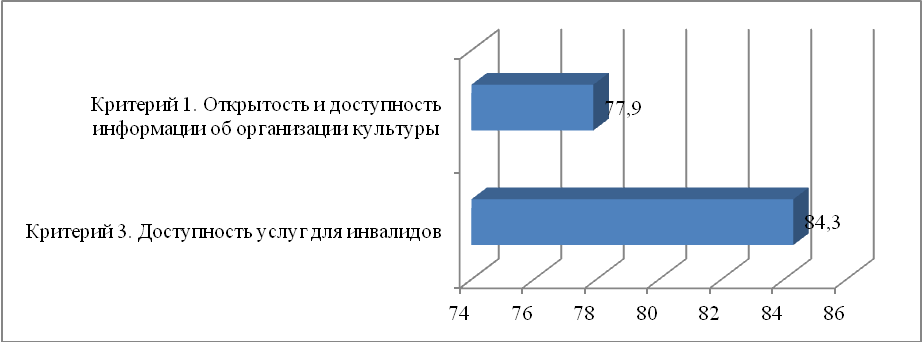 Критерий 1. Открытость и доступность
информации об организации культуры
77,9
Критерий 3. Доступность услуг для инвалидов
84,3
74 76 78 80 82 84 86